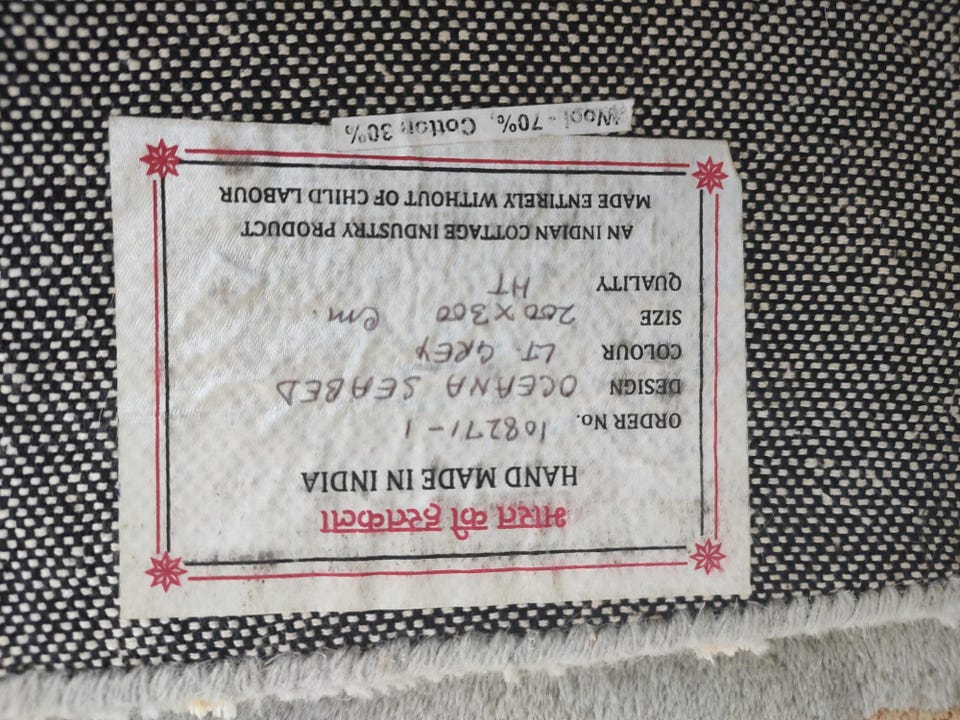 भारत की हस्तकला
HAND MADE IN INDIA
ORDER No. 108271-1
DESIGN OCEANA SEABED
COLOUR LT. GREY
SIZE 200 X 300 Cm.
QUALITY HT
AN INDIAN COTTAGE INDUSTRY PRODUCT
MADE ENTIRELY WITHOUT OF CHILD LABOUR
Wool - 70%, Cotton 30%